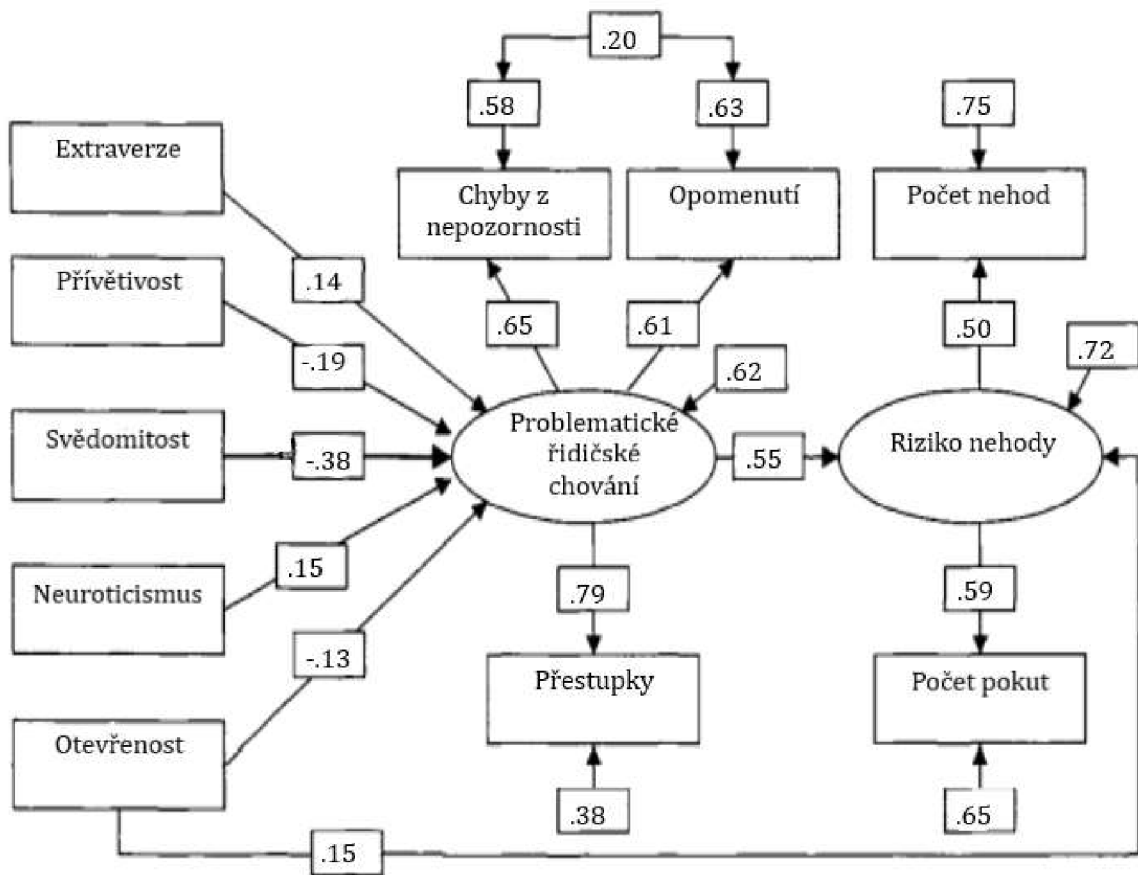 .20
.58
.63
.75
Extraverze
Chyby z
nepozornosti
Opomenutí
Počet nehod
Přívětivost
.14
.65
.61
.50
-.19
.62
.72
Svědomitost
-.38
Problematické
řidičské
chování
.55
Riziko nehody
Neuroticismus
.15
.79
.59
-.13
Přestupky
Počet pokut
Otevřenost
.38
.65
.15